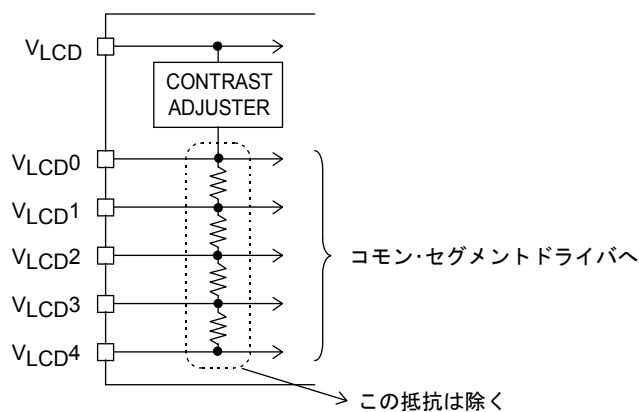 VLCD
CONTRAST
ADJUSTER
VLCD0
VLCD1
VLCD2
VLCD3
VLCD4
コモン･セグメントドライバへ
この抵抗は除く